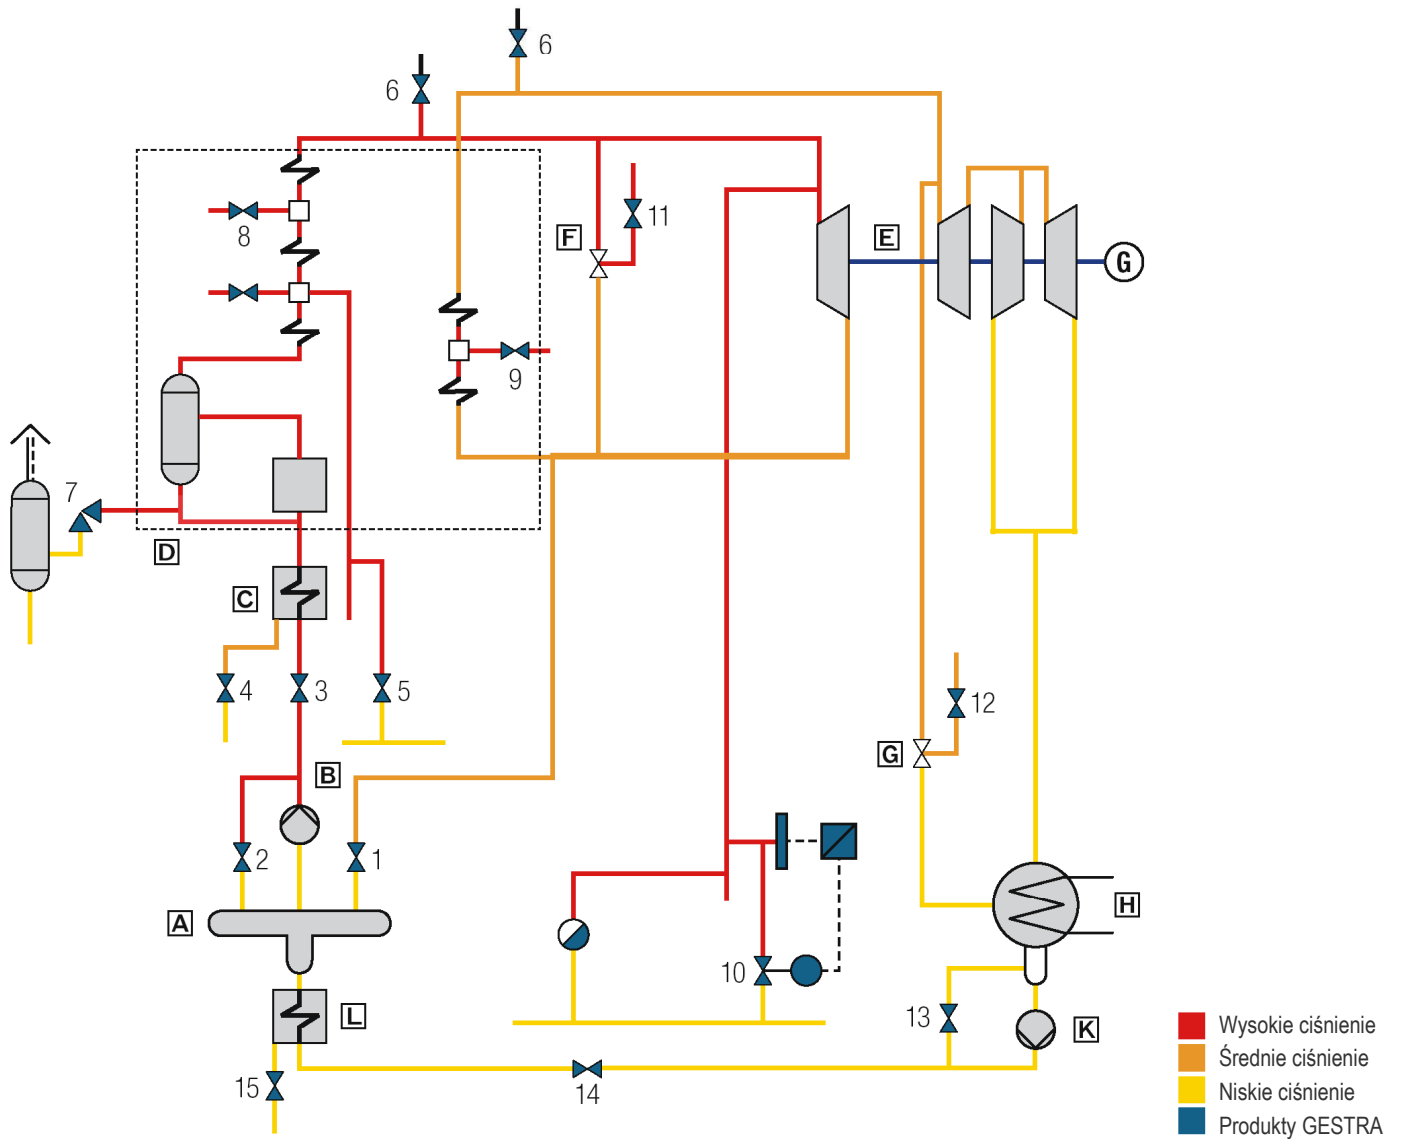 6
6
11
8
F
E
G
9
7
D
C
4
3
5
12
G
B
2
1
A
H
10
13
L
K
15
14
Wysokie ciśnienie
Średnie ciśnienie
Niskie ciśnienie
Produkty GESTRA